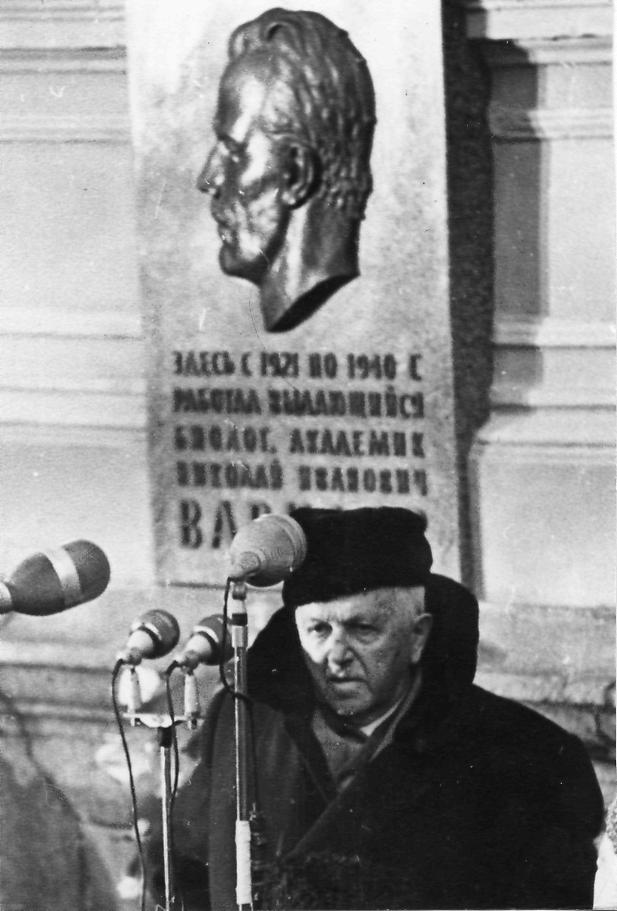 ЗДЕСЬ С 1921 ПО 1940 Г
РАБОТАЛ ВЫДАЮЩИЙСЯ
БИОЛОГ, АКАДЕМИК
НИКОЛАЙ ИВАНОВИЧ